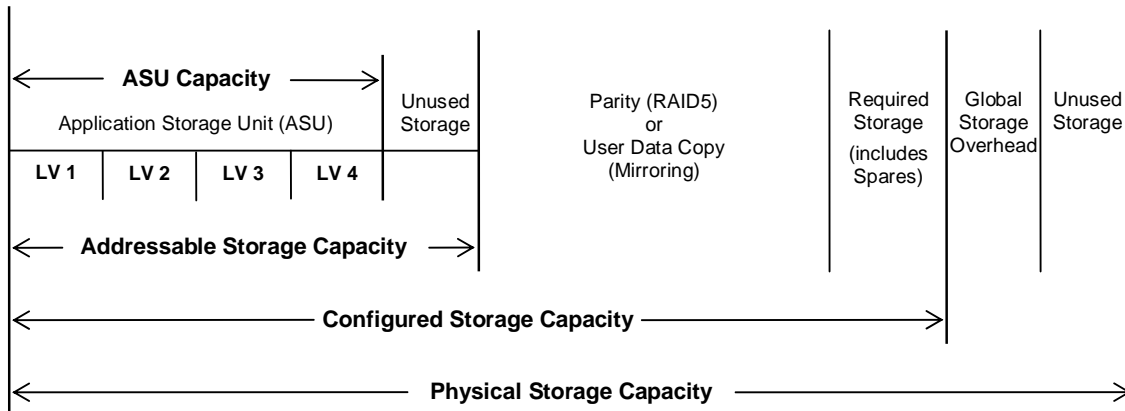 ASU Capacity
Application Storage Unit (ASU)
Unused
Storage
Parity (RAID5)
or
User Data Copy
(Mirroring)
Required
Storage
(includes
Spares)
Global
Storage
Overhead
Unused
Storage
LV 1
LV 2
LV 3
LV 4
Addressable Storage Capacity
Configured Storage Capacity
Physical Storage Capacity